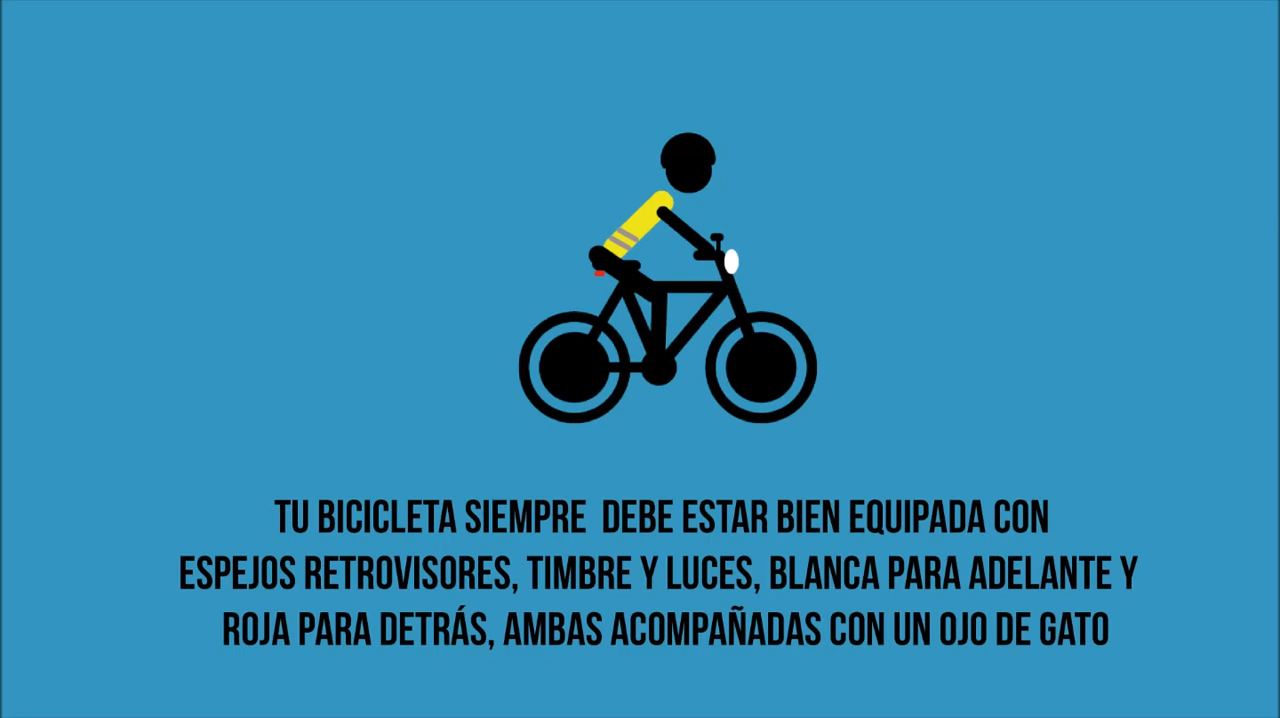 TU BICICLETA SIEMPRE DEBE ESTAR BIEN EQUIPADA CON
ESPEJOS RETROVISORES, TIMBRE Y LUCES, BLANCA PARA ADELANTE Y
ROJA PARA DETRÁS, AMBAS ACOMPAÑADAS CON UN OJO DE GATO